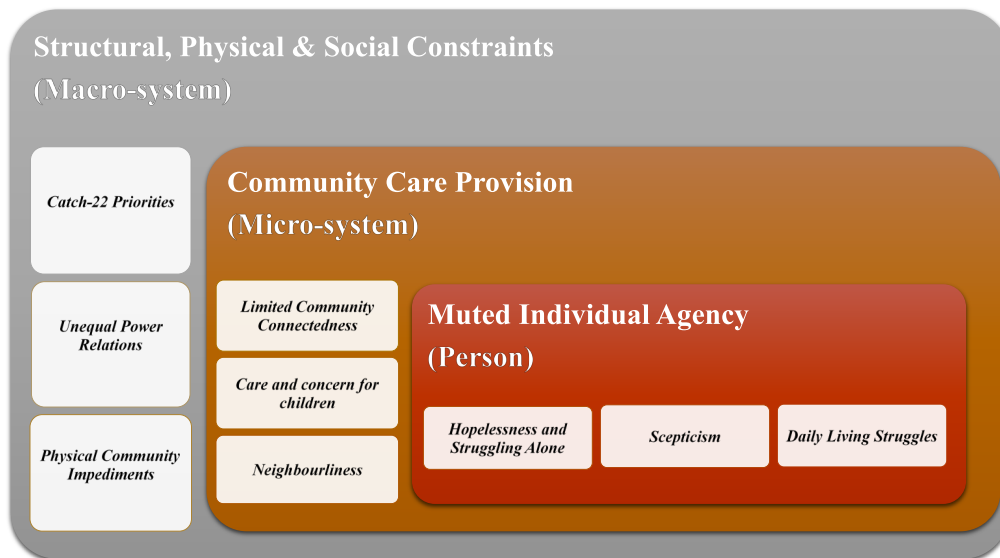 Structural, Physical & Social Constraints
(Macro-system)
Catch-22 Priorities
Unequal Power
Relations
Physical Community
Impediments
Community Care Provision
(Micro-system)
Limited Community
Connectedness
Care and concern for
children
Neighbourliness
Muted Individual Agency
(Person)
Hopelessness and
Struggling Alone
Scepticism
Daily Living Struggles